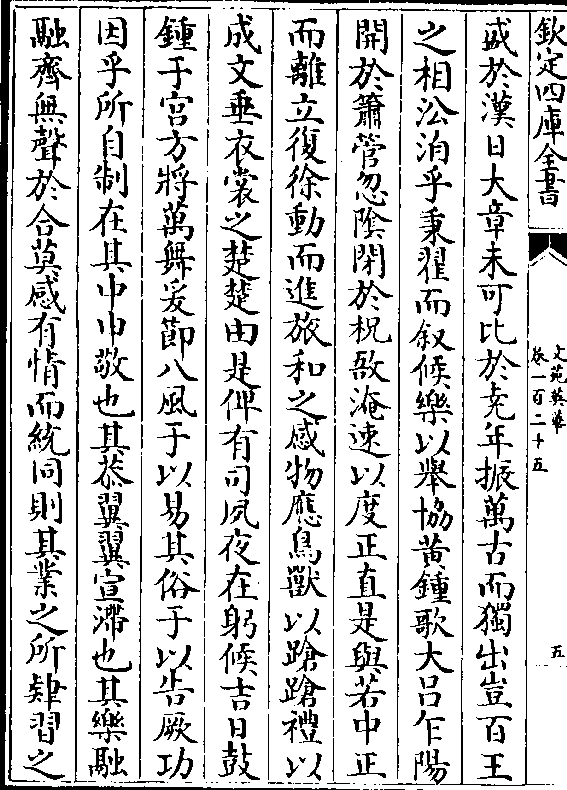 欽定四庫全書
文苑英華
卷一百二十五
五
盛於漢日大章未可比於堯年振萬古而獨出豈百王
之相沿洎乎秉翟而叙候樂以舉協黄鍾歌大吕乍陽
開於簫管忽陰閉於柷敔淹速以度正直是與若中正
而離立復徐動而進旅和之感物應鳥獸以蹌蹌禮以
成文垂衣裳之楚楚由是俾有司夙夜在躬候吉日鼓
鍾于宫方將萬舞爰節八風于以易其俗于以告厥功
因乎所自制在其中中敬也其恭翼翼宣滯也其樂融
融齊無聲於合莫感有情而統同則其業之所肄習之